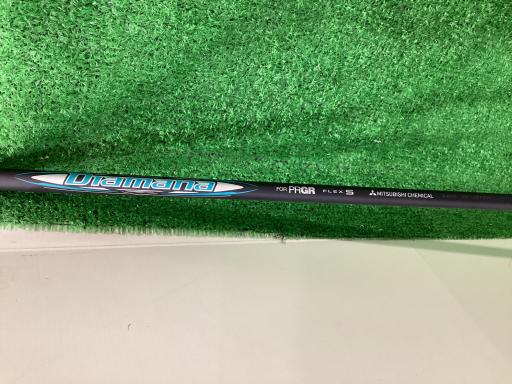 Diamana FOR PRGR FLEX S MITSUBISHI CHEMICAL